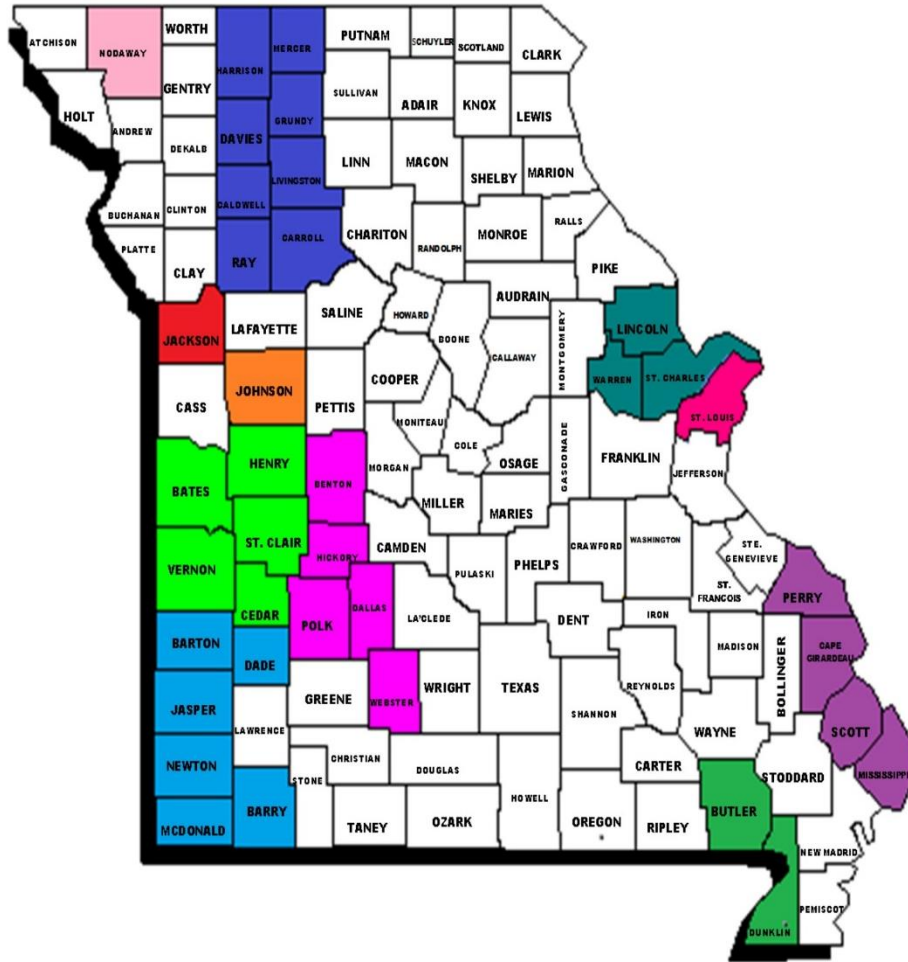 ATCHISON
NODAWAY
WORTH
HARRISON
MERCER
PUTNAM
SCHUYLER
SCOTLAND
CLARK
HOLT
ANDREW
GENTRY
DEKALB
DAVIES
GRUNDY
SULLIVAN
ADAIR
KNOX
LEWIS
BUCHANAN
CLINTON
CALDWELL
LIVINGSTON
LINN
MACON
SHELBY
MARION
PLATTE
CLAY
RAY
CARROLL
CHARITON
RANDOLPH
MONROE
RALLS
PIKE
JACKSON
LAFAYETTE
SALINE
HOWARD
BOONE
AUDRAIN
CALLAWAY
MONTGOMERY
LINCOLN
WARREN
ST. CHARLES
ST. LOUIS
CASS
JOHNSON
PETTIS
COOPER
MONITEAU
COLE
OSAGE
GASCONADE
FRANKLIN
JEFFERSON
BATES
HENRY
BENTON
MORGAN
MILLER
MARIES
VERNON
ST. CLAIR
HICKORY
CAMDEN
PULASKI
PHELPS
CRAWFORD
WASHINGTON
ST.
FRANCOIS
STE.
GENEVIEVE
PERRY
CEDAR
POLK
DALLAS
LA'CLEDE
DENT
IRON
MADISON
BOLLINGER
CAPE
GIRARDEAU
BARTON
DADE
GREENE
WEBSTER
WRIGHT
TEXAS
SHANNON
REYNOLDS
WAYNE
SCOTT
MISSISSIPPI
JASPER
LAWRENCE
CHRISTIAN
DOUGLAS
HOWELL
CARTER
STODDARD
NEWTON
BARRY
STONE
TANEY
OZARK
OREGON
RIPLEY
BUTLER
NEW MADRID
MCDONALD
DUNKLIN
PEMISCOT